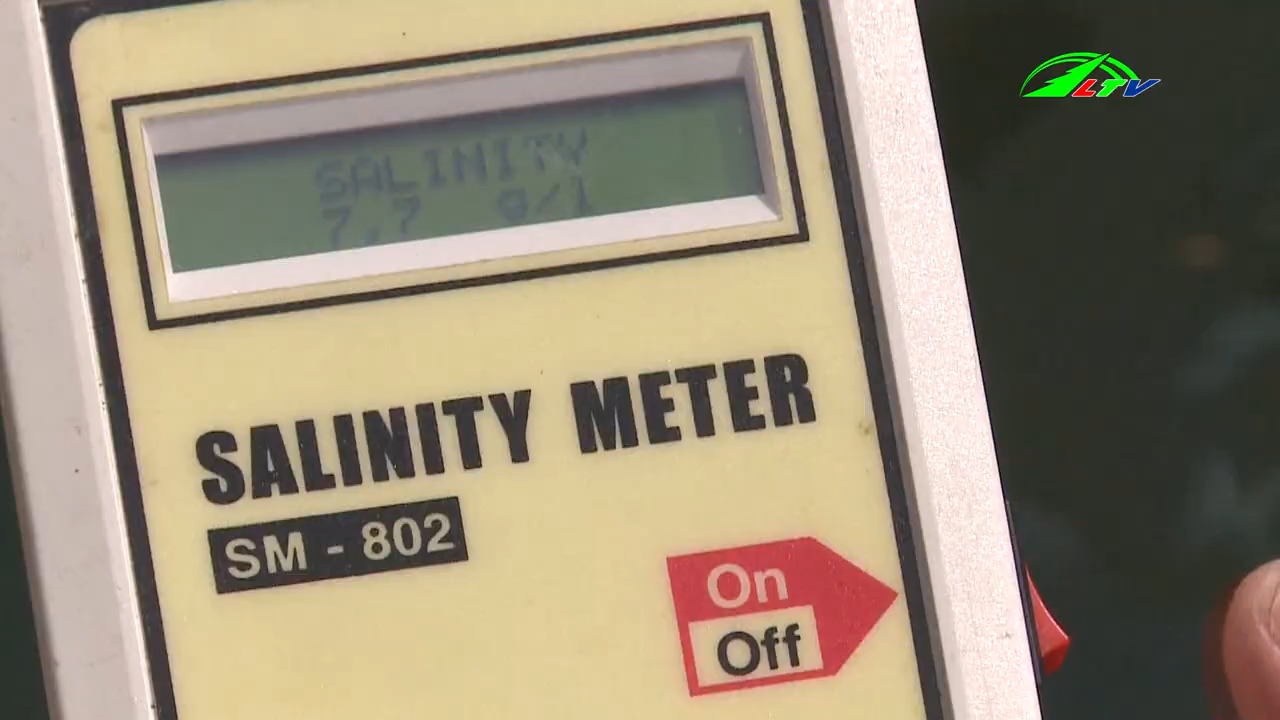 LTV
SALINITY
7.7 g/l
SALINITY METER
SM - 802
On
Off